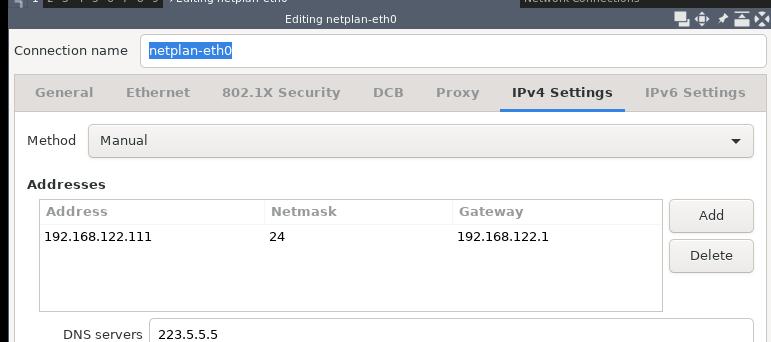 Editing netplan-eth0
Connection name netplan-eth0
General Ethernet 802.1X Security DCB Proxy IPv4 Settings IPv6 Settings
Method Manual
Addresses
Address Netmask Gateway
192.168.122.111 24 192.168.122.1
Add
Delete
DNS servers 223.5.5.5